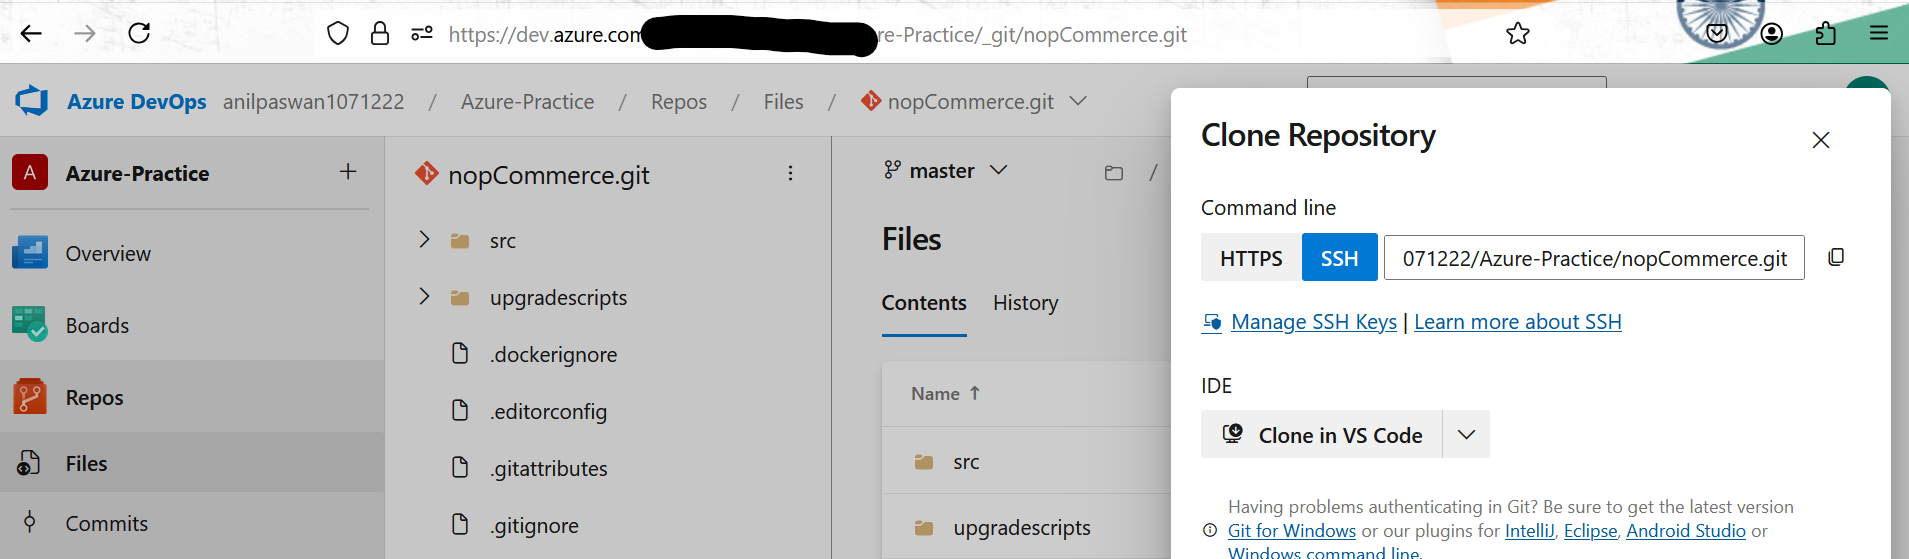 https://dev.azure.com re-Practice/_git/nopCommerce.git
Azure DevOps anilpaswan1071222 / Azure-Practice / Repos / Files / nopCommerce.git
A Azure-Practice +
Overview
Boards
Repos
Files
Commits
nopCommerce.git
src
upgradescripts
.dockerignore
.editorconfig
.gitattributes
.gitignore
master /
Files
Contents History
Name ↑
src
upgradescripts
Clone Repository
Command line
HTTPS SSH 071222/Azure-Practice/nopCommerce.git
Manage SSH Keys | Learn more about SSH
IDE
Clone in VS Code
Having problems authenticating in Git? Be sure to get the latest version
Git for Windows or our plugins for IntelliJ, Eclipse, Android Studio or
Windows command line.